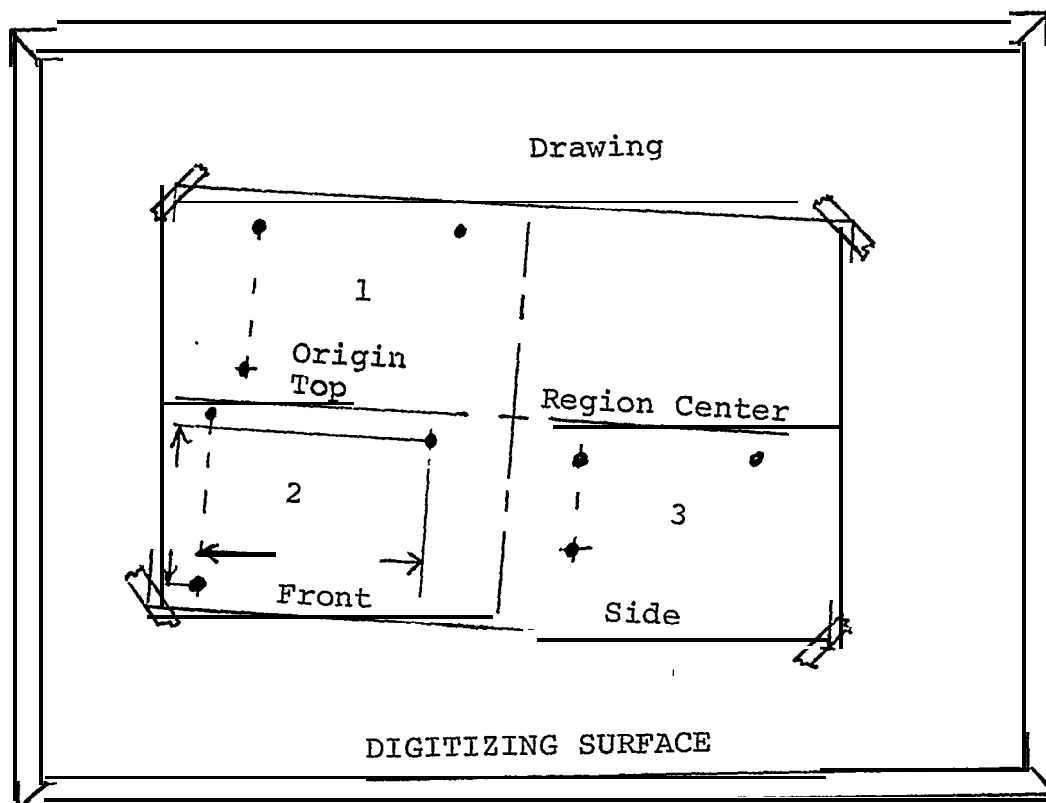 Drawing
1
Origin
Top
Region Center
2
3
Front
Side
DIGITIZING SURFACE